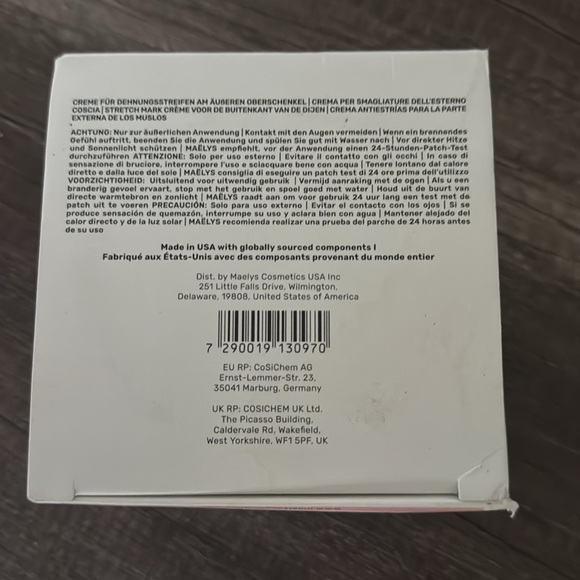 CREME FÜR DEHNUNGSSTREIFEN AM ÄUßEREN OBERSCHENKEL | CREMA PER SMAGLIATURE DELL'ESTERNO
COSCIA | STRETCH MARK CRÈME VOOR DE BUITENKANT VAN DE DIJEN | CREMA ANTIESTRÍAS PARA LA PARTE
EXTERNA DE LOS MUSLOS
ACHTUNG: Nur zur äußerlichen Anwendung | Kontakt mit den Augen vermeiden | Wenn ein brennendes
Gefühl auftritt, beenden Sie die Anwendung und spülen Sie gut mit Wasser nach | Vor direkter Hitze
und Sonnenlicht schützen | MAËLYS empfiehlt, vor der Anwendung einen 24-Stunden-Patch-Test
durchzuführen ATTENZIONE: Solo per uso esterno | Evitare il contatto con gli occhi | In caso di
sensazione di bruciore, interrompere l'uso e sciacquare bene con acqua | Tenere lontano dal calore
diretto e dalla luce del sole | MAËLYS consiglia di eseguire un patch test di 24 ore prima dell'utilizzo
VOORZICHTIGHEID: Uitsluitend voor uitwendig gebruik | Vermijd aanraking met de ogen | Als u een
branderig gevoel ervaart, stop met het gebruik en spoel goed met water | Houd uit de buurt van
directe warmtebron en zonlicht | MAËLYS raadt aan om voor gebruik 24 uur lang een test met de
patch uit te voeren PRECAUCIÓN: Solo para uso externo | Evitar el contacto con los ojos | Si se
produce sensación de quemazón, interrumpe su uso y aclara bien con agua | Mantener alejado del
calor directo y de la luz solar | MAËLYS recomienda realizar una prueba del parche de 24 horas antes
de su uso
Made in USA with globally sourced components I
Fabriqué aux États-Unis avec des composants provenant du monde entier
Dist. by Maelys Cosmetics USA Inc
251 Little Falls Drive, Wilmington,
Delaware, 19808, United States of America
7 290019 130970
EU RP: CoSiChem AG
Ernst-Lemmer-Str. 23,
35041 Marburg, Germany
UK RP: COSICHEM UK Ltd,
The Picasso Building,
Caldervale Rd, Wakefield,
West Yorkshire, WF1 5PF, UK